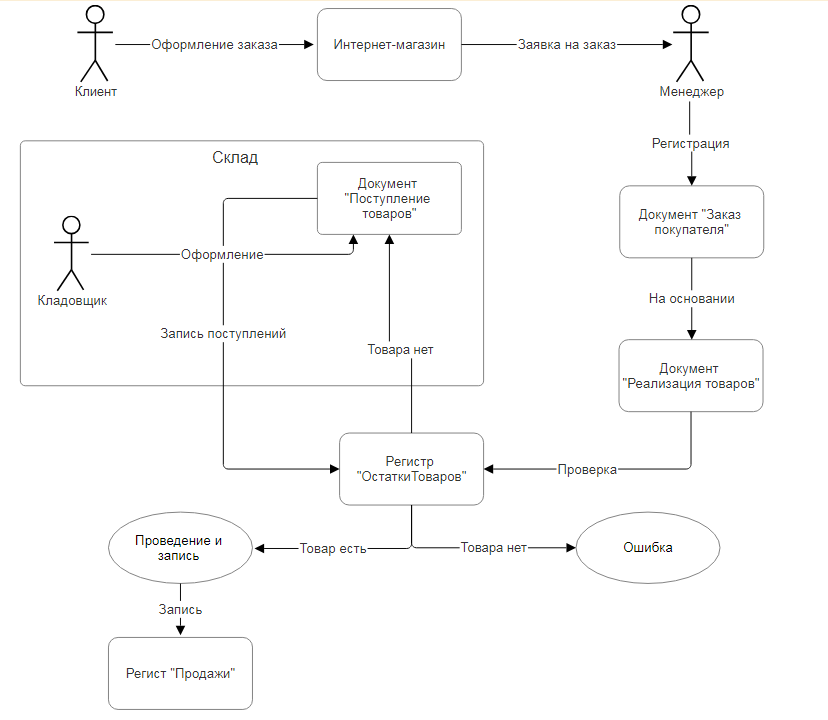 Оформление заказа
Интернет-магазин
Заявка на заказ
Клиент
Менеджер
Регистрация
Склад
Документ
"Поступление
товаров"
Документ "Заказ
покупателя"
Оформление
Кладовщик
На основании
Запись поступлений
Товара нет
Документ
"Реализация товаров"
Регистр
"ОстаткиТоваров"
Проверка
Проведение и
запись
Товар есть
Товара нет
Ошибка
Запись
Регист "Продажи"